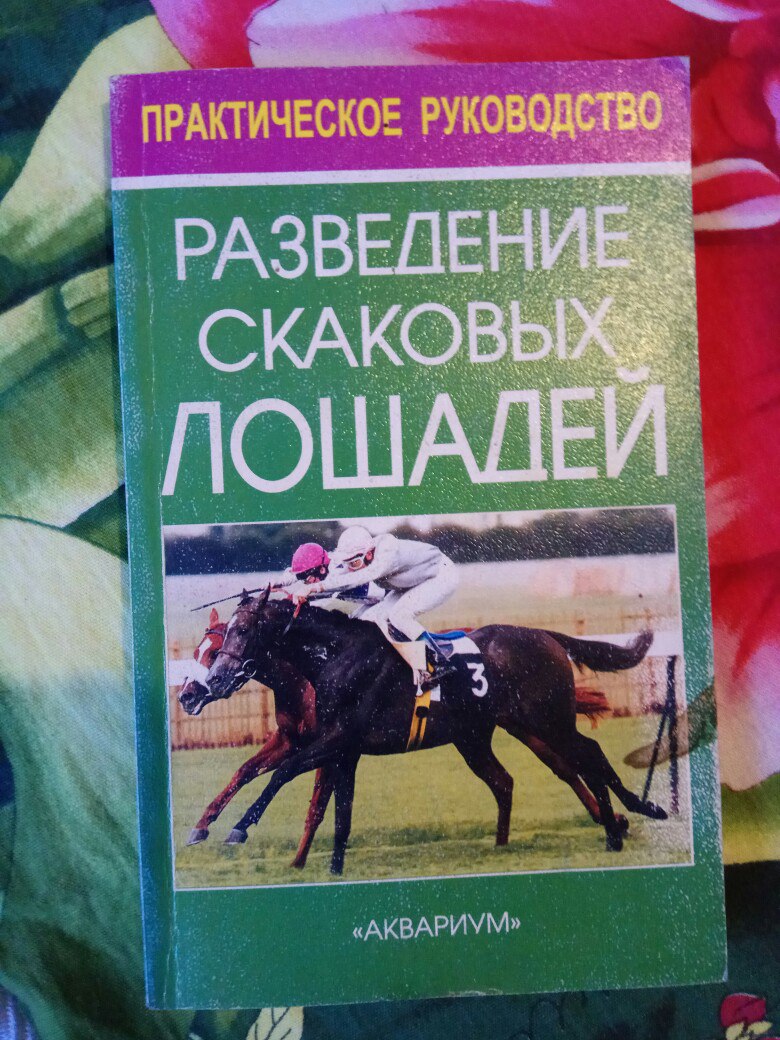 ПРАКТИЧЕСКОЕ РУКОВОДСТВО
РАЗВЕДЕНИЕ
СКАКОВЫХ
ЛОШАДЕЙ
3
«АКВАРИУМ»